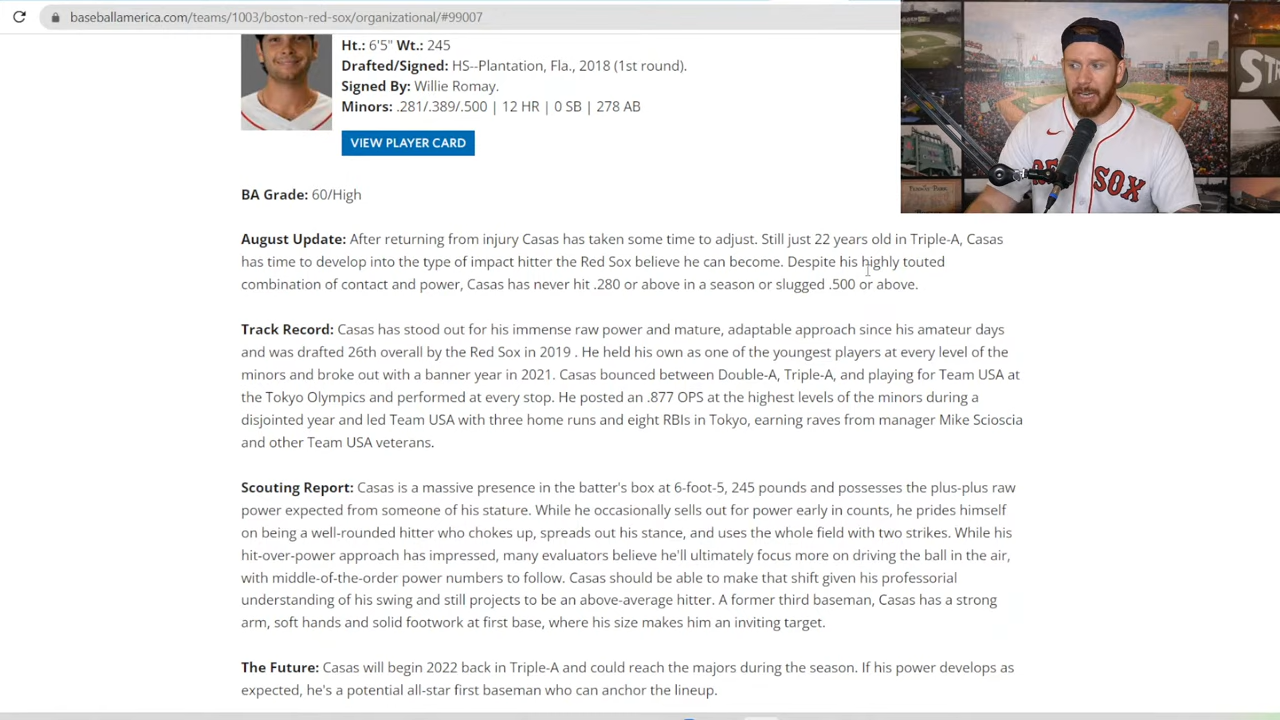 baseballamerica.com/teams/1003/boston-red-sox/organizational/#99007
Ht.: 6'5" Wt.: 245
Drafted/Signed: HS--Plantation, Fla., 2018 (1st round).
Signed By: Willie Romay.
Minors: .281/.389/.500 | 12 HR | 0 SB | 278 AB
VIEW PLAYER CARD
BA Grade: 60/High
August Update: After returning from injury Casas has taken some time to adjust. Still just 22 years old in Triple-A, Casas
has time to develop into the type of impact hitter the Red Sox believe he can become. Despite his highly touted
combination of contact and power, Casas has never hit .280 or above in a season or slugged .500 or above.
Track Record: Casas has stood out for his immense raw power and mature, adaptable approach since his amateur days
and was drafted 26th overall by the Red Sox in 2019 . He held his own as one of the youngest players at every level of the
minors and broke out with a banner year in 2021. Casas bounced between Double-A, Triple-A, and playing for Team USA at
the Tokyo Olympics and performed at every stop. He posted an .877 OPS at the highest levels of the minors during a
disjointed year and led Team USA with three home runs and eight RBIs in Tokyo, earning raves from manager Mike Scioscia
and other Team USA veterans.
Scouting Report: Casas is a massive presence in the batter's box at 6-foot-5, 245 pounds and possesses the plus-plus raw
power expected from someone of his stature. While he occasionally sells out for power early in counts, he prides himself
on being a well-rounded hitter who chokes up, spreads out his stance, and uses the whole field with two strikes. While his
hit-over-power approach has impressed, many evaluators believe he'll ultimately focus more on driving the ball in the air,
with middle-of-the-order power numbers to follow. Casas should be able to make that shift given his professorial
understanding of his swing and still projects to be an above-average hitter. A former third baseman, Casas has a strong
arm, soft hands and solid footwork at first base, where his size makes him an inviting target.
The Future: Casas will begin 2022 back in Triple-A and could reach the majors during the season. If his power develops as
expected, he's a potential all-star first baseman who can anchor the lineup.
RED SOX